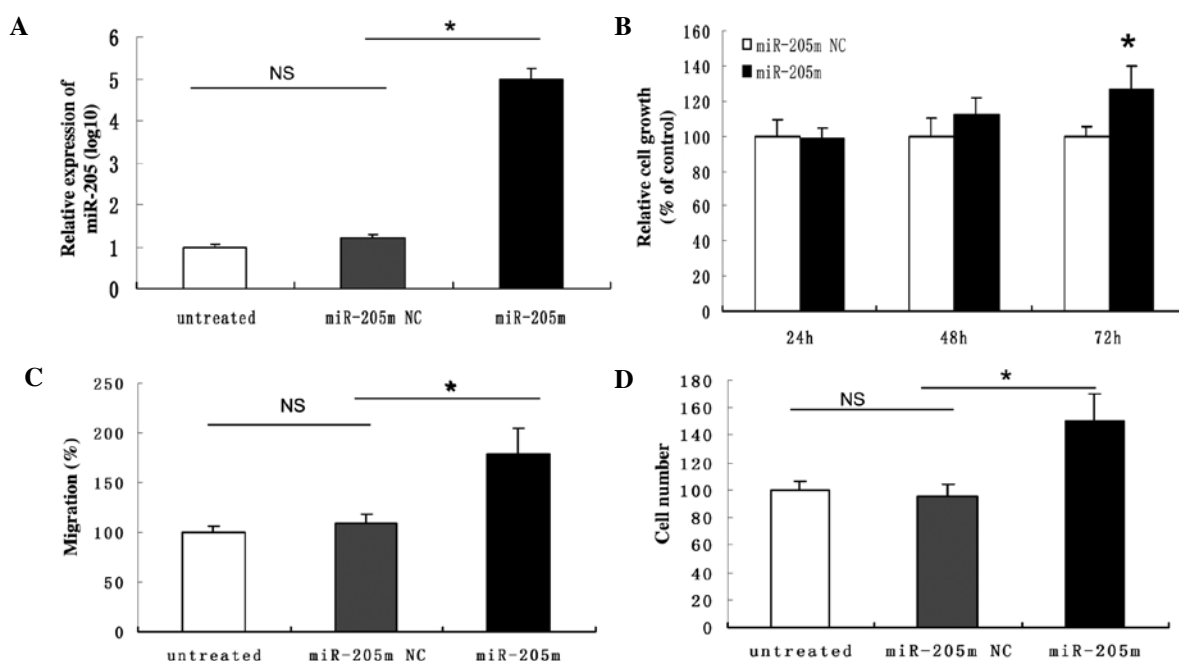 A
Relative expression of
miR-205 (log10)
6
5
4
3
2
1
0
NS
*
untreated
miR-205m NC
miR-205m
B
Relative cell growth
(% of control)
160
140
120
100
80
60
40
20
0
miR-205m NC
miR-205m
*
24h
48h
72h
C
Migration (%)
250
200
150
100
50
0
NS
*
untreated
miR-205m NC
miR-205m
D
Cell number
180
160
140
120
100
80
60
40
20
0
NS
*
untreated
miR-205m NC
miR-205m